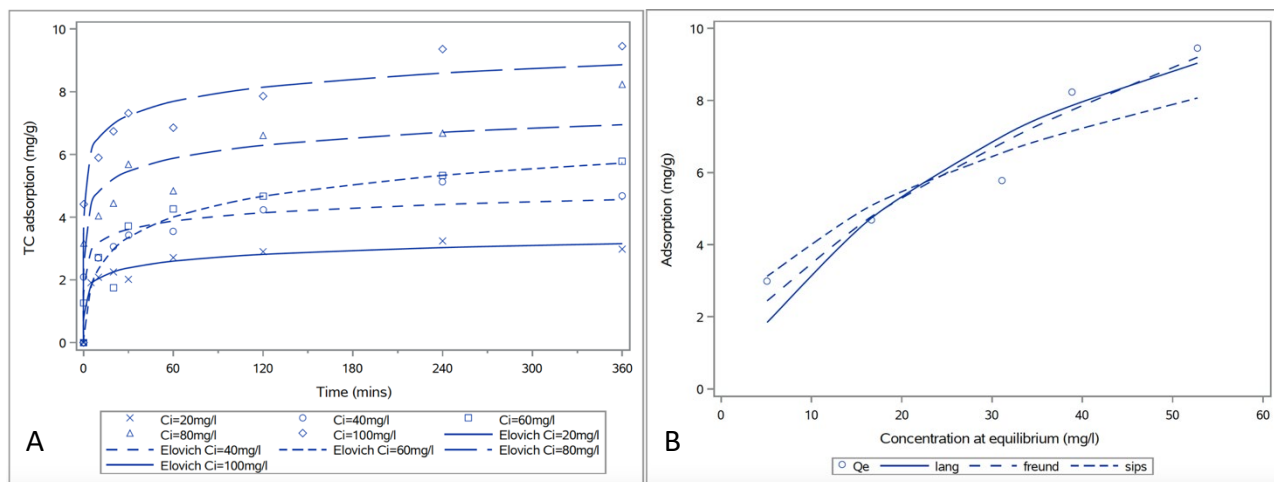 TC adsorption (mg/g)
10
8
6
4
2
0
0 60 120 180 240 300 360
Time (mins)
Ci=20mg/l Ci=40mg/l Ci=60mg/l
Ci=80mg/l Ci=100mg/l Elovich Ci=20mg/l
Elovich Ci=40mg/l Elovich Ci=60mg/l Elovich Ci=80mg/l
Elovich Ci=100mg/l
A
Adsorption (mg/g)
10
8
6
4
2
0
0 10 20 30 40 50 60
Concentration at equilibrium (mg/l)
Qe lang freund sips
B